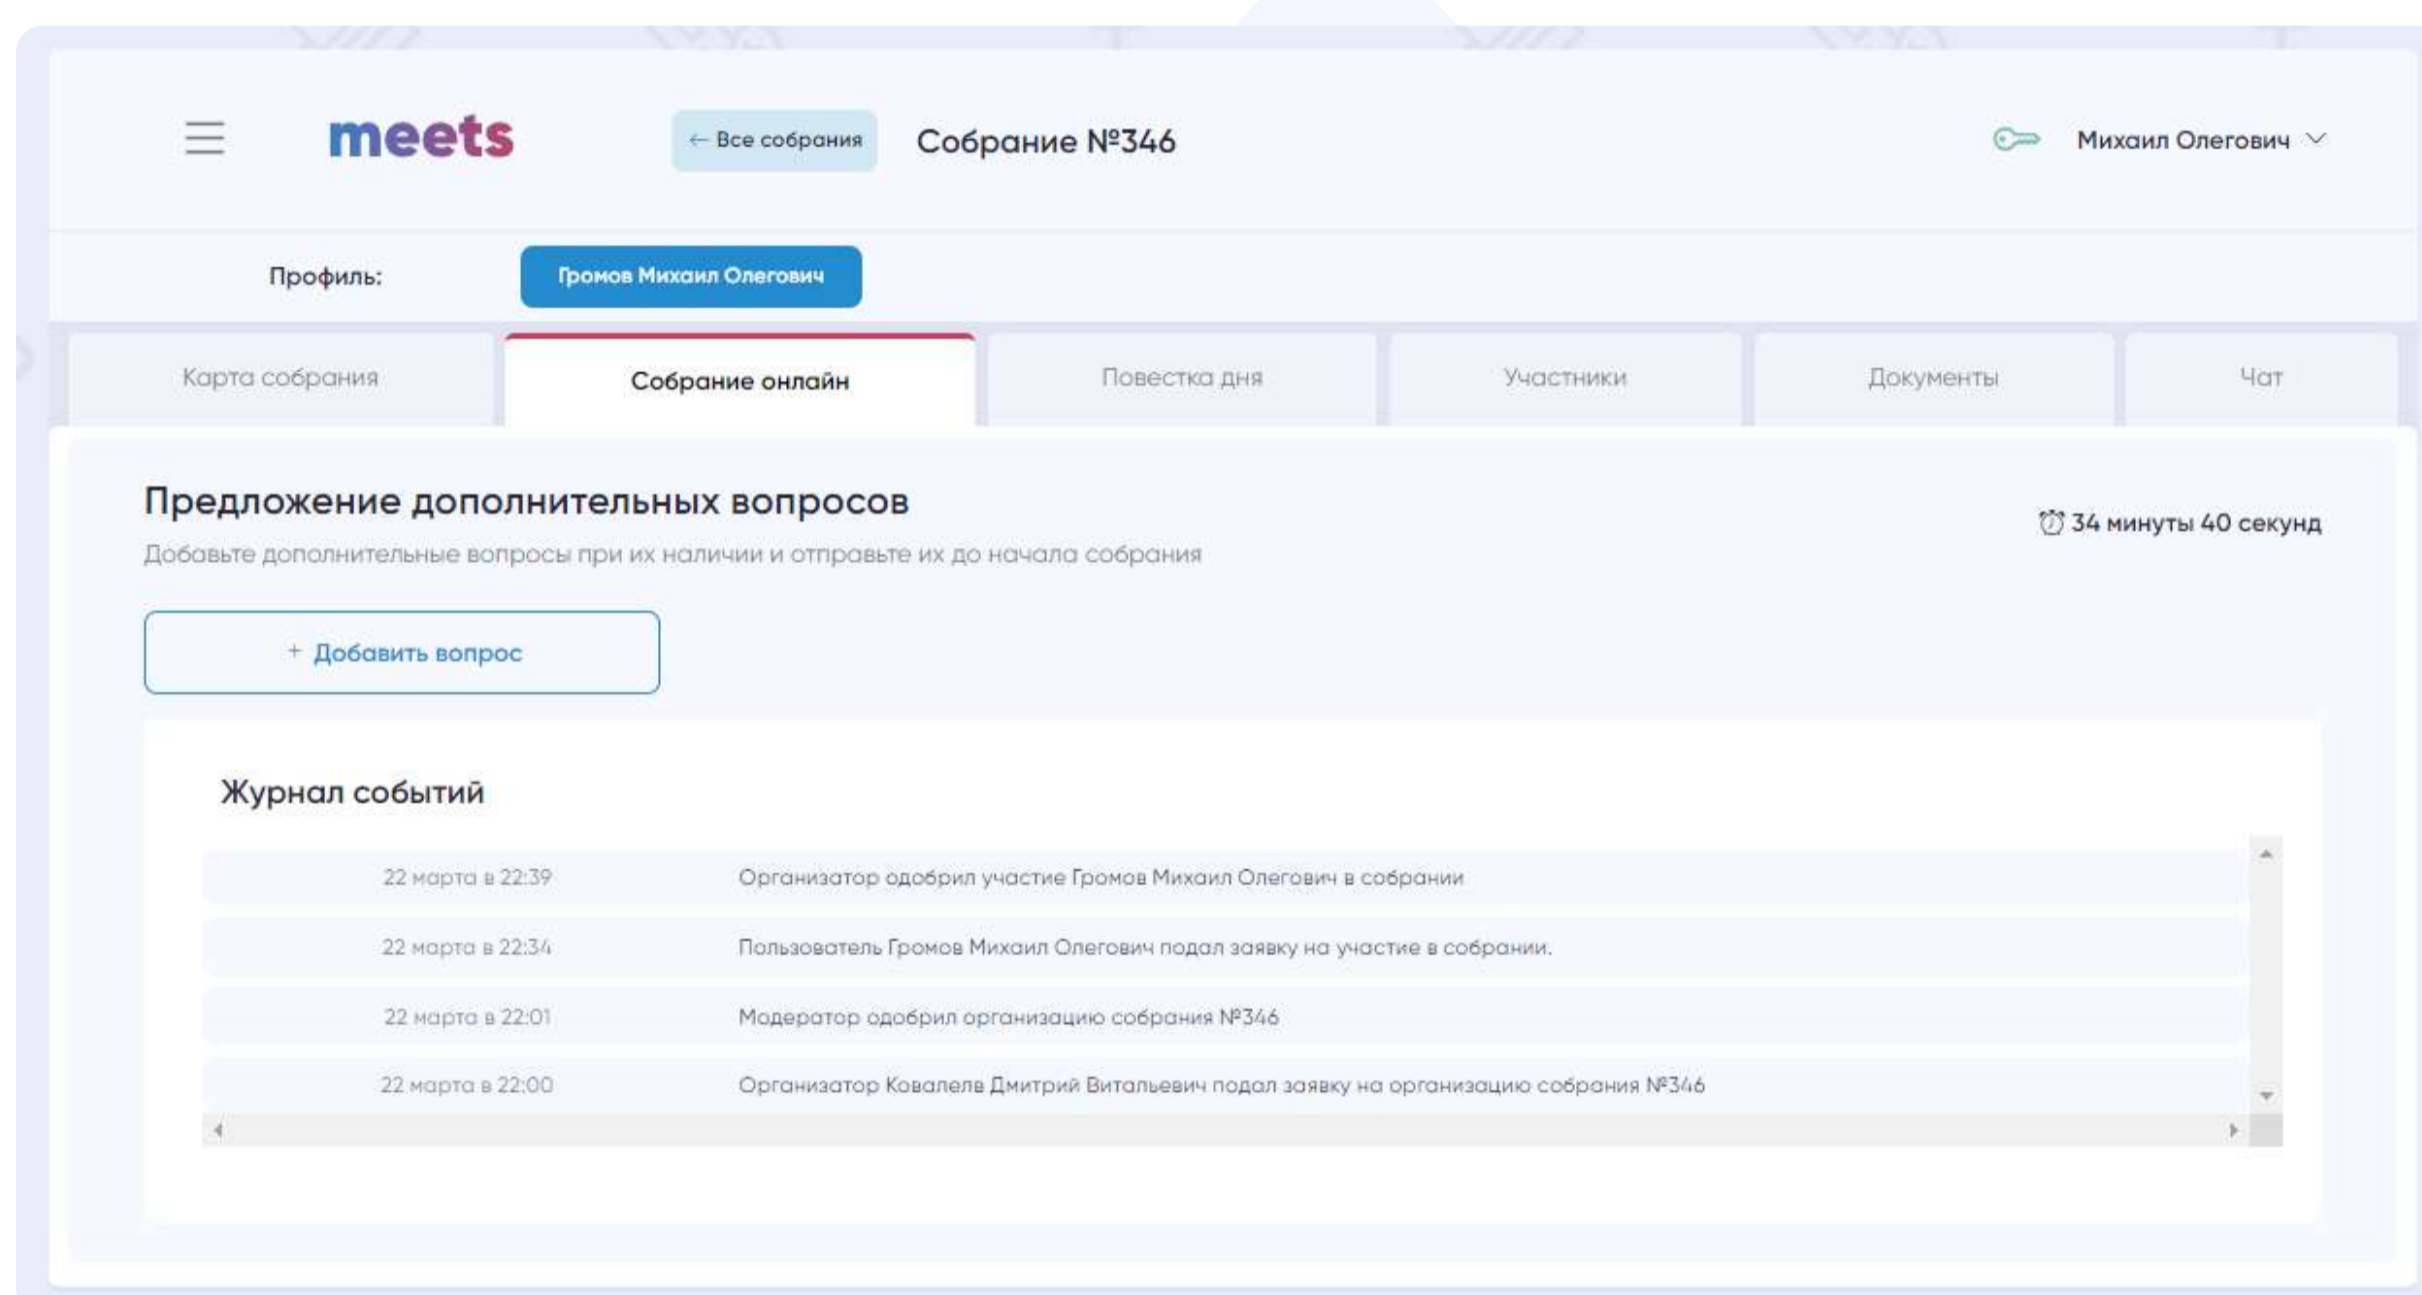 meets
← Все собрания
Собрание №346
Михаил Олегович
Профиль:
Громов Михаил Олегович
Карта собрания
Собрание онлайн
Повестка дня
Участники
Документы
Чат
Предложение дополнительных вопросов
34 минуты 40 секунд
Добавьте дополнительные вопросы при их наличии и отправьте их до начала собрания
+ Добавить вопрос
Журнал событий
22 марта в 22:39 Организатор одобрил участие Громов Михаил Олегович в собрании
22 марта в 22:34 Пользователь Громов Михаил Олегович подал заявку на участие в собрании.
22 марта в 22:01 Модератор одобрил организацию собрания №346
22 марта в 22:00 Организатор Ковалелв Дмитрий Витальевич подал заявку на организацию собрания №346